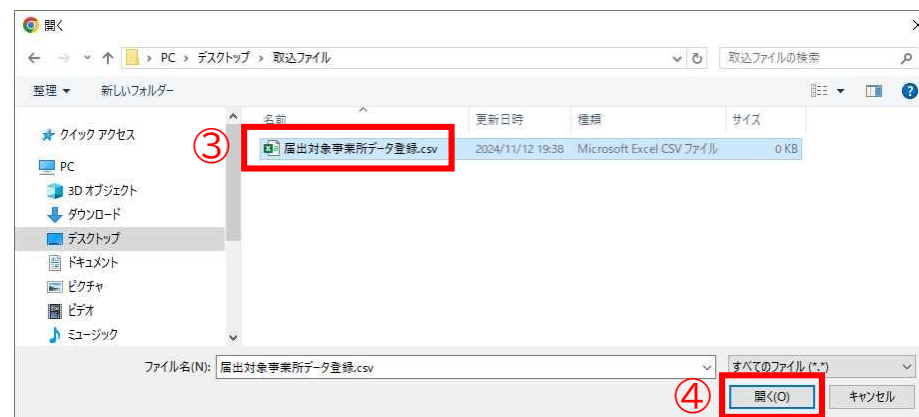 開く
PC › デスクトップ › 取込ファイル
取込ファイルの検索
整理
新しいフォルダー
名前
更新日時
種類
サイズ
③
届出対象事業所データ登録.csv
2024/11/12 19:38
Microsoft Excel CSV ファイル
0 KB
クイック アクセス
PC
3D オブジェクト
ダウンロード
デスクトップ
ドキュメント
ピクチャ
ビデオ
ミュージック
ファイル名(N):
届出対象事業所データ登録.csv
すべてのファイル (*.*)
④
開く(O)
キャンセル